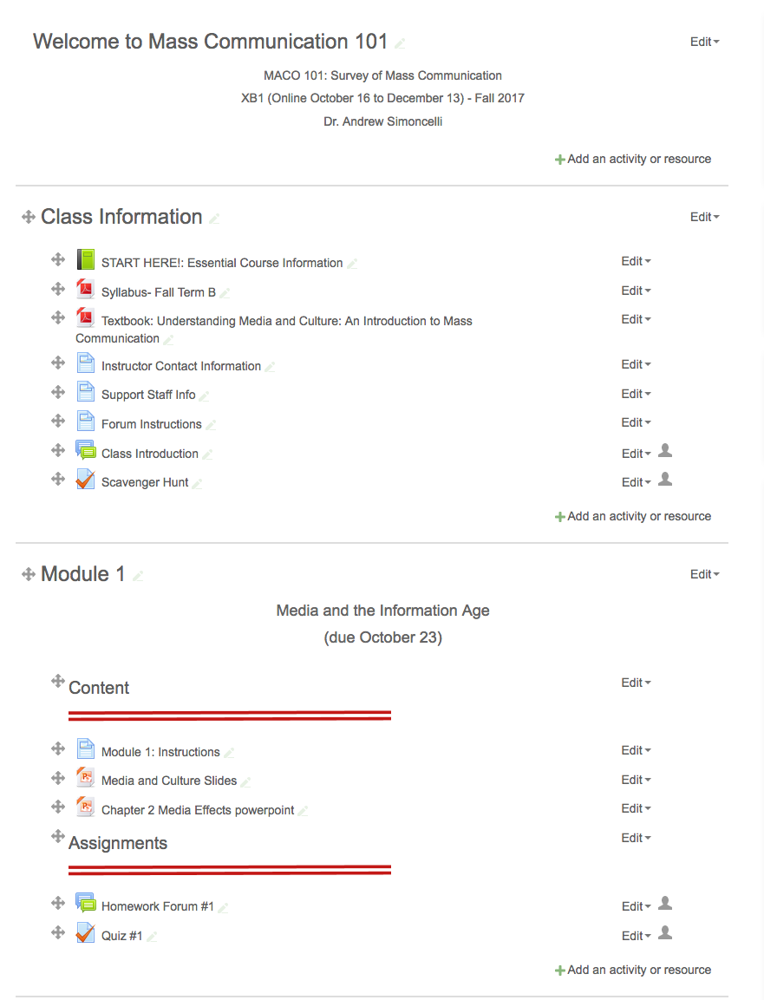 Welcome to Mass Communication 101
Edit
MACO 101: Survey of Mass Communication
XB1 (Online October 16 to December 13) - Fall 2017
Dr. Andrew Simoncelli
Add an activity or resource
Class Information
Edit
START HERE!: Essential Course Information
Edit
Syllabus- Fall Term B
Edit
Textbook: Understanding Media and Culture: An Introduction to Mass
Communication
Edit
Instructor Contact Information
Edit
Support Staff Info
Edit
Forum Instructions
Edit
Class Introduction
Edit
Scavenger Hunt
Edit
Add an activity or resource
Module 1
Edit
Media and the Information Age
(due October 23)
Content
Edit
Module 1: Instructions
Edit
Media and Culture Slides
Edit
Chapter 2 Media Effects powerpoint
Edit
Assignments
Edit
Homework Forum #1
Edit
Quiz #1
Edit
Add an activity or resource